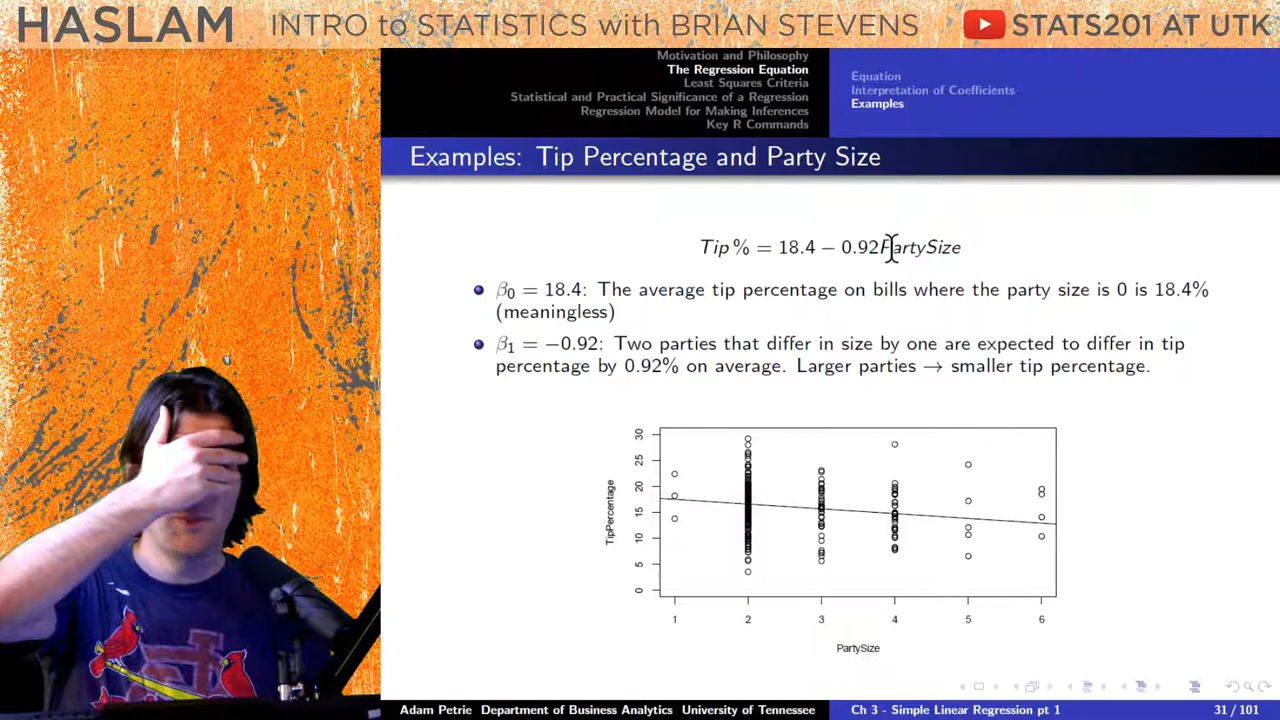 HASLAM INTRO to STATISTICS with BRIAN STEVENS STATS201 AT UTK
Motivation and Philosophy
The Regression Equation
Least Squares Criteria
Statistical and Practical Significance of a Regression
Regression Model for Making Inferences
Key R Commands
Equation
Interpretation of Coefficients
Examples
Examples: Tip Percentage and Party Size
Tip% = 18.4 − 0.92PartySize
β₀ = 18.4: The average tip percentage on bills where the party size is 0 is 18.4%
(meaningless)
β₁ = −0.92: Two parties that differ in size by one are expected to differ in tip
percentage by 0.92% on average. Larger parties → smaller tip percentage.
TipPercentage
30
25
20
15
10
5
0
1 2 3 4 5 6
PartySize
Adam Petrie Department of Business Analytics University of Tennessee Ch 3 - Simple Linear Regression pt 1 31 / 101